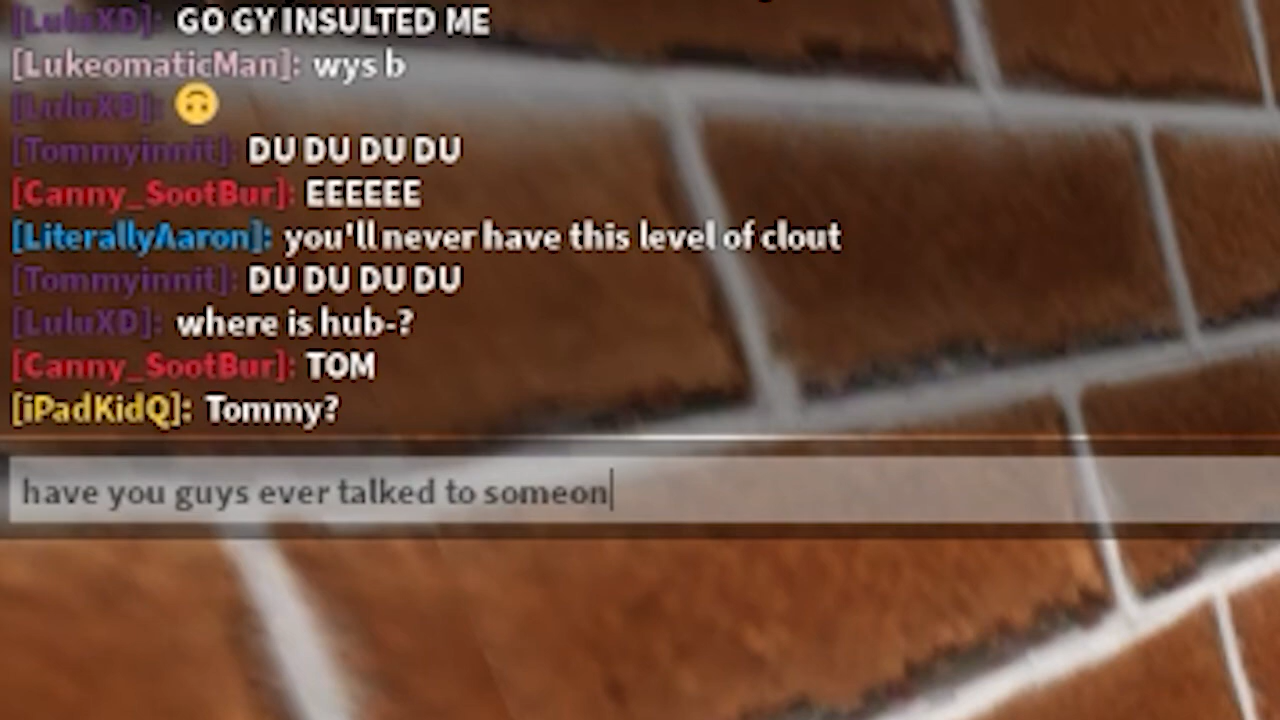 [LuluXD]: GO GY INSULTED ME
[LukeomaticMan]: wys b
[LuluXD]: 🙃
[Tommyinnit]: DU DU DU DU
[Canny_SootBur]: EEEEEE
[LiterallyAaron]: you'll never have this level of clout
[Tommyinnit]: DU DU DU DU
[LuluXD]: where is hub-?
[Canny_SootBur]: TOM
[iPadKidQ]: Tommy?
have you guys ever talked to someon